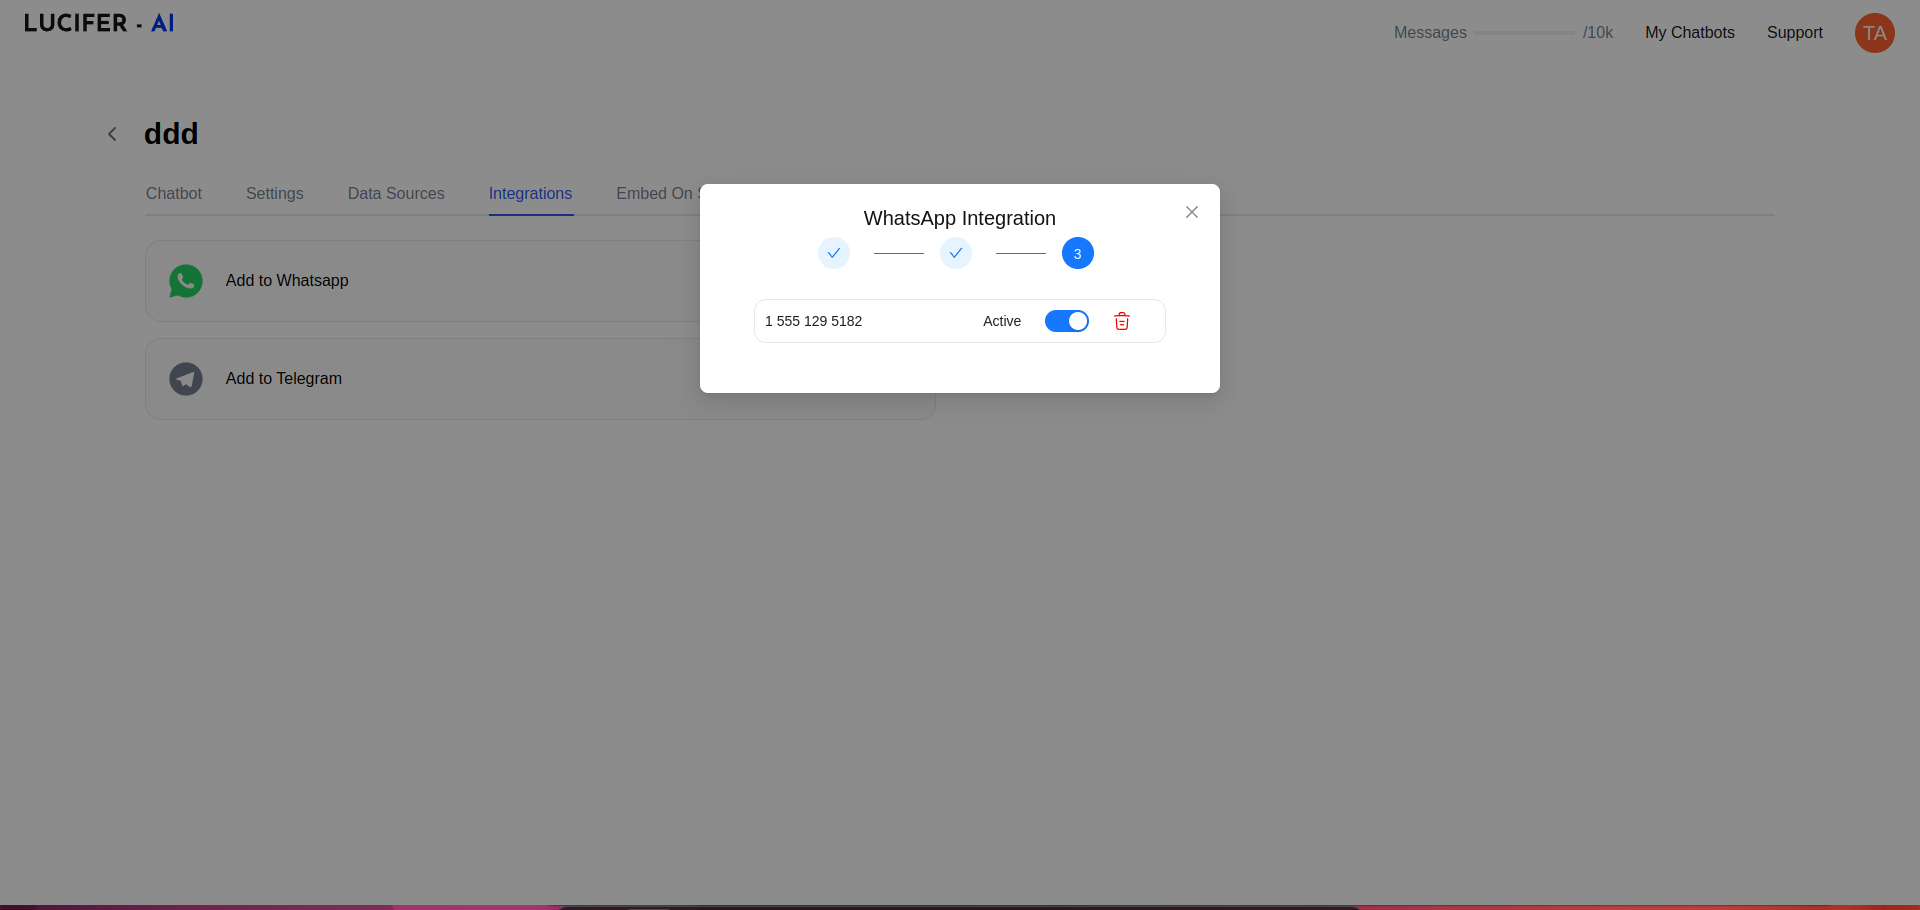 LUCIFER - AI
Messages /10k My Chatbots Support TA
ddd
Chatbot Settings Data Sources Integrations Embed On
Add to Whatsapp
Add to Telegram
WhatsApp Integration
3
1 555 129 5182 Active